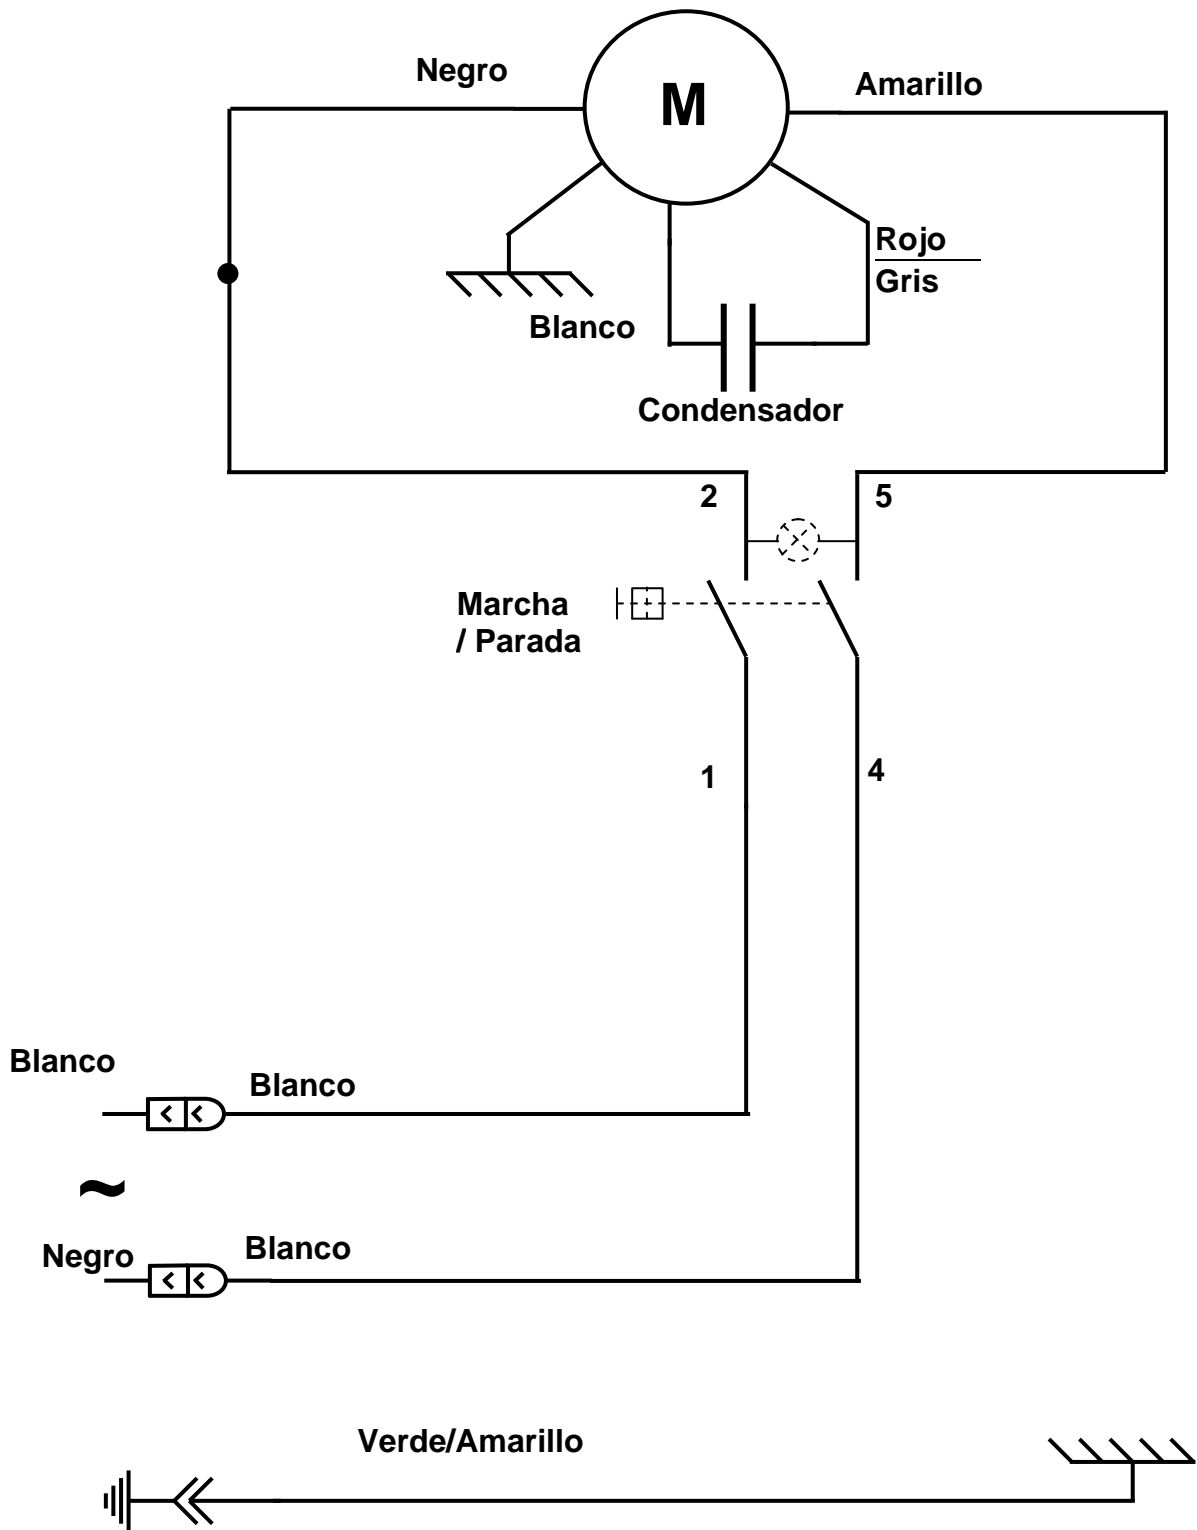 Negro
M
Amarillo
Rojo
Gris
Blanco
Condensador
2
5
Marcha
/ Parada
1
4
Blanco
Blanco
~
Negro
Blanco
Verde/Amarillo